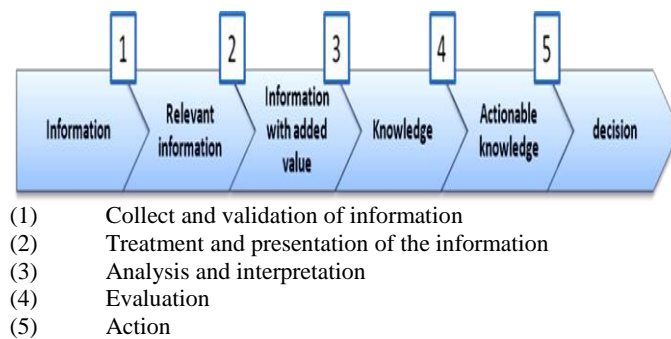 1 2 3 4 5
Information
Relevant
information
Information
with added
value
Knowledge
Actionable
knowledge
decision
(1) Collect and validation of information
(2) Treatment and presentation of the information
(3) Analysis and interpretation
(4) Evaluation
(5) Action